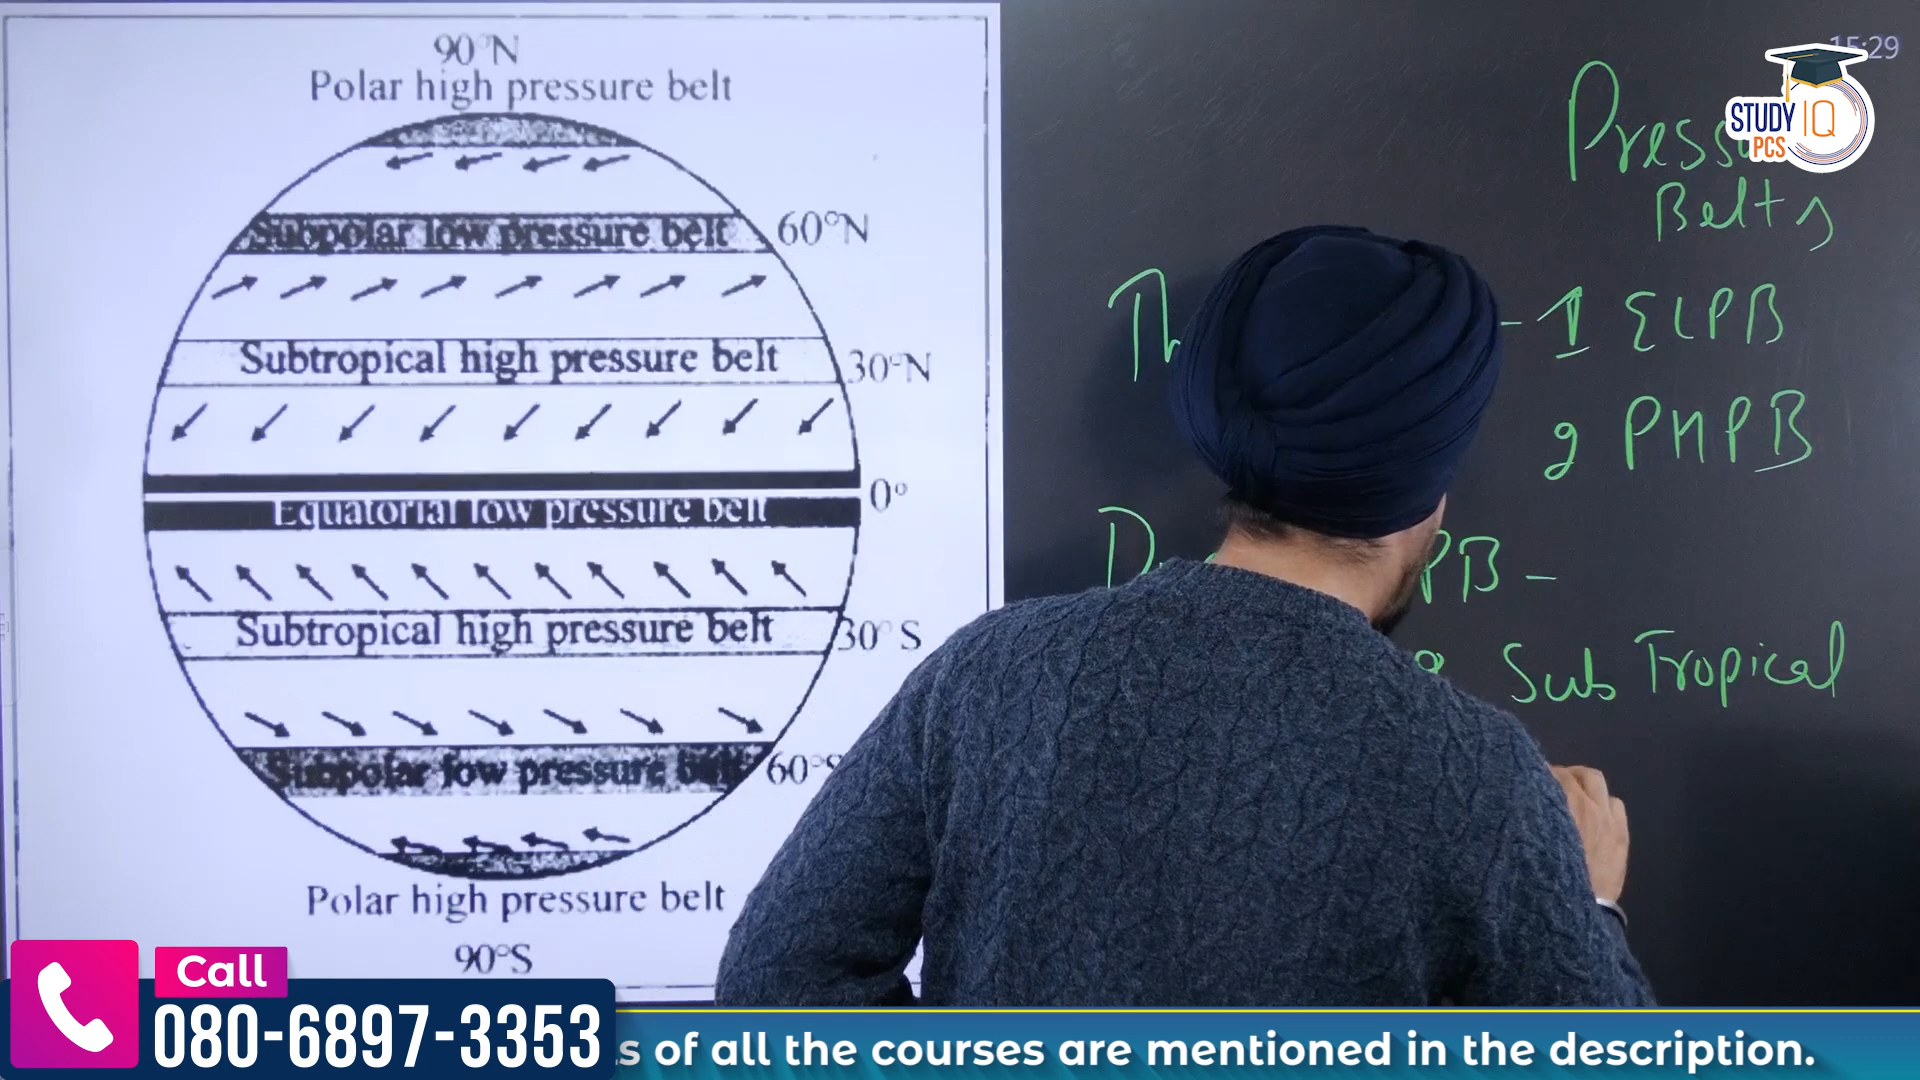 90°N
Polar high pressure belt
Subpolar low pressure belt
60°N
Subtropical high pressure belt
30°N
0°
Equatorial low pressure belt
Subtropical high pressure belt
30° S
Subpolar low pressure belt
60°S
Polar high pressure belt
90°S
15:29
STUDY IQ
PCS
Belts
1 ELPB
2 PHPB
PB -
Sub Tropical
Call
080-6897-3353
of all the courses are mentioned in the description.